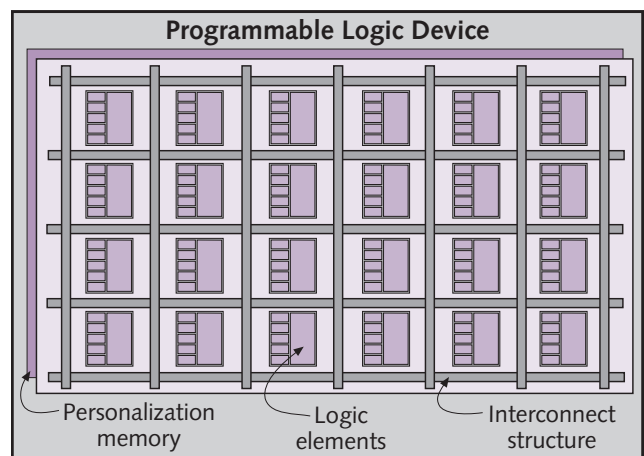 Programmable Logic Device
Personalization
memory
Logic
elements
Interconnect
structure